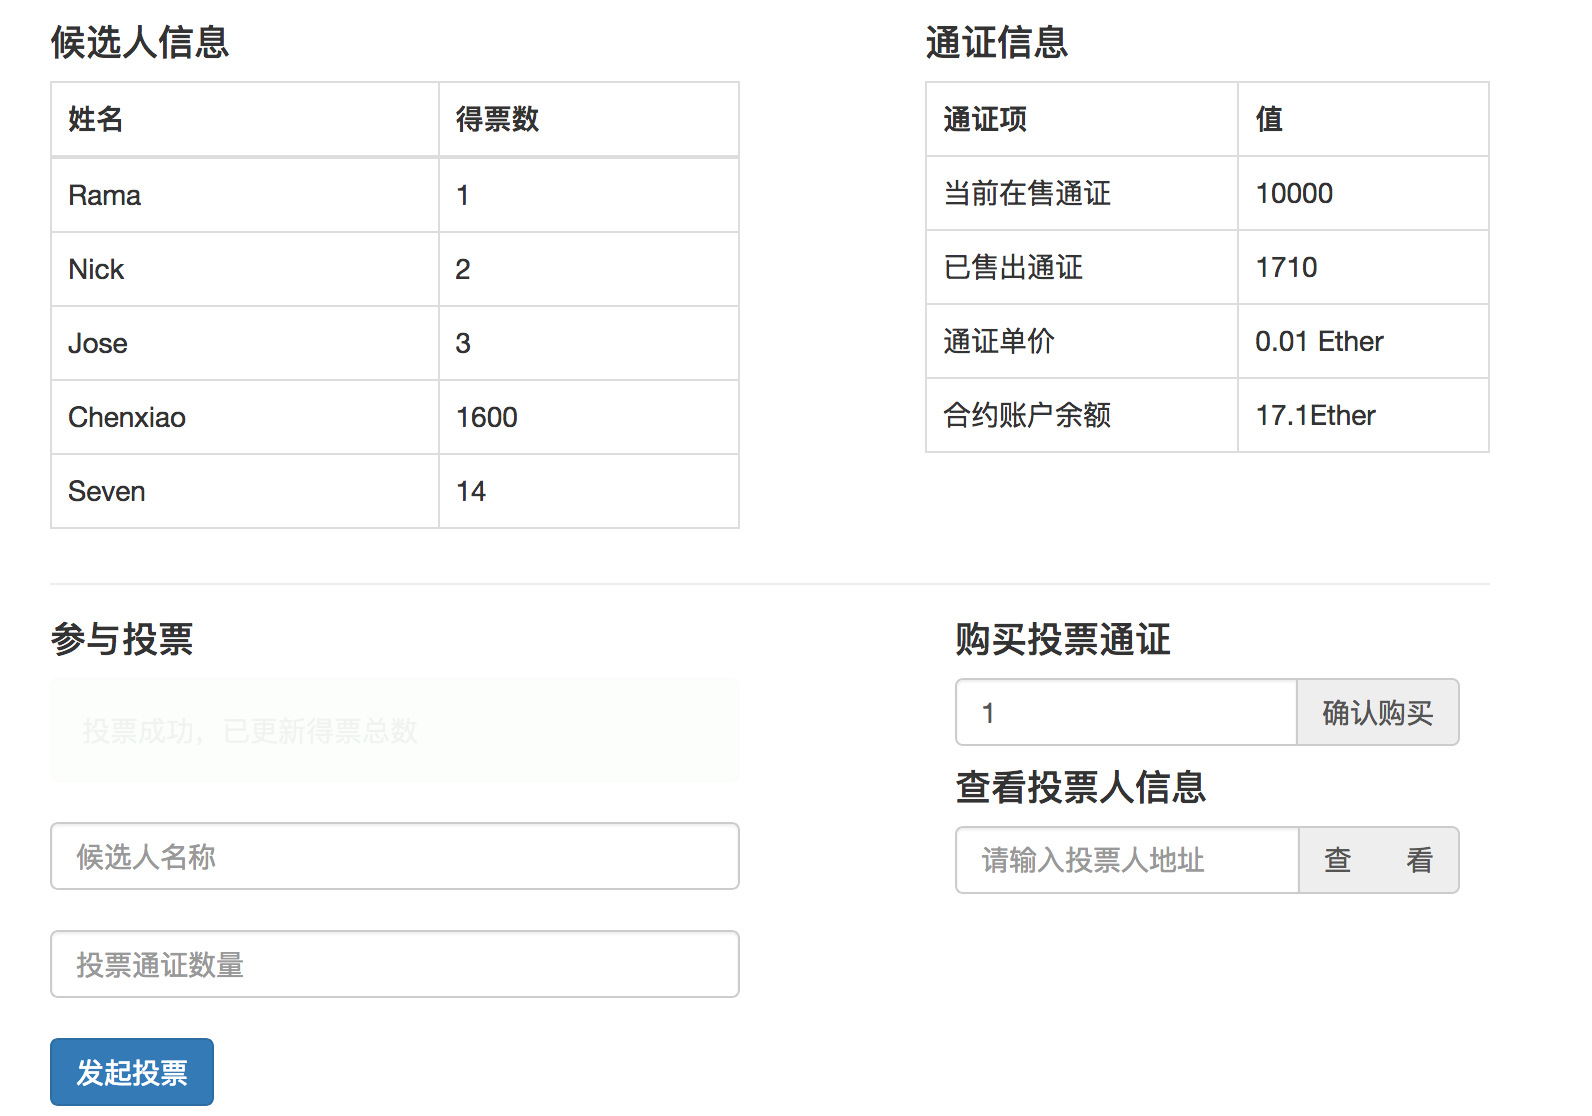 候选人信息
姓名 得票数
Rama 1
Nick 2
Jose 3
Chenxiao 1600
Seven 14
通证信息
通证项 值
当前在售通证 10000
已售出通证 1710
通证单价 0.01 Ether
合约账户余额 17.1Ether
参与投票
投票成功，已更新得票总数
候选人名称
投票通证数量
发起投票
购买投票通证
1 确认购买
查看投票人信息
请输入投票人地址 查 看